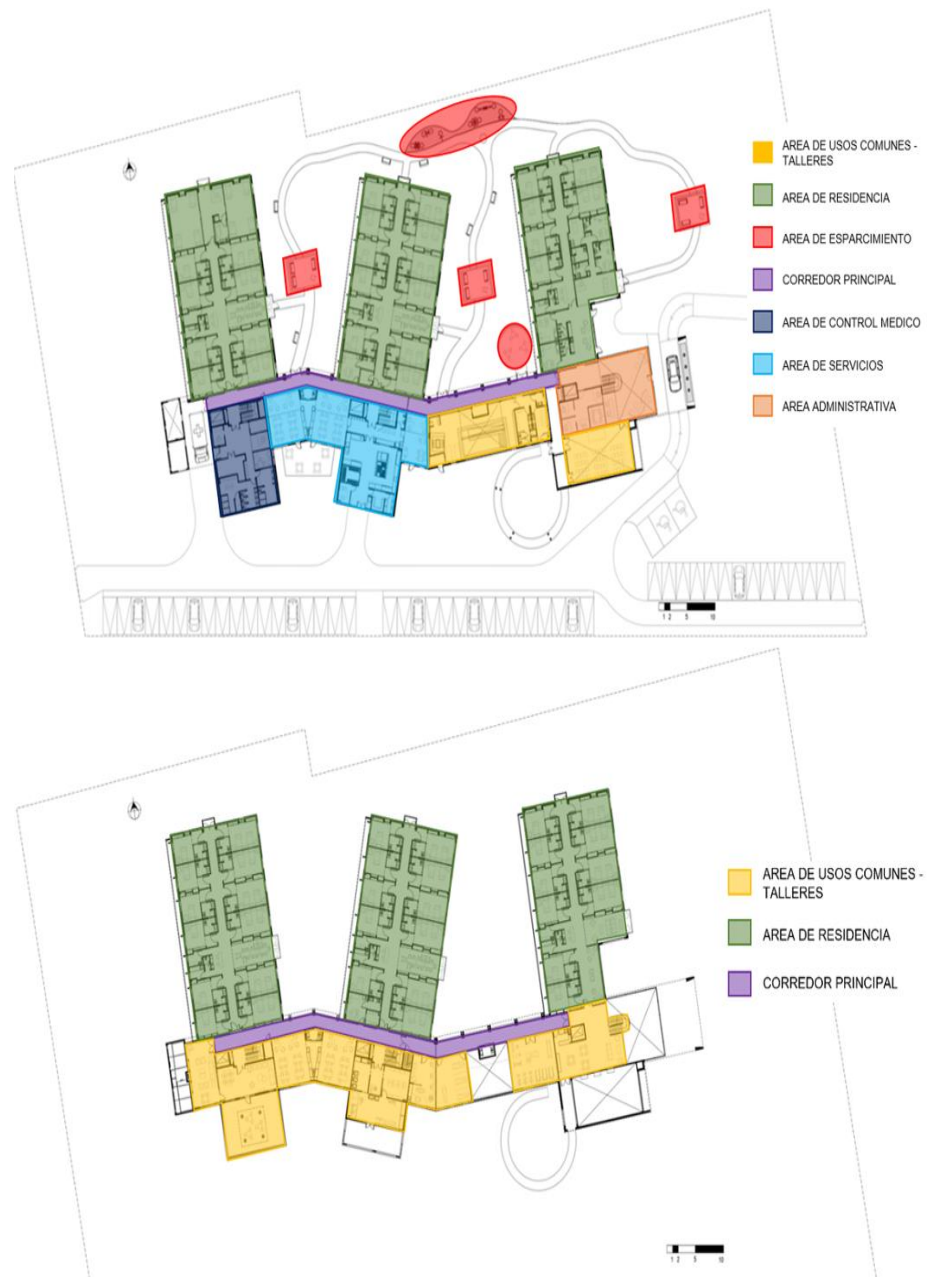 AREA DE USOS COMUNES -
TALLERES
AREA DE RESIDENCIA
AREA DE ESPARCIMIENTO
CORREDOR PRINCIPAL
AREA DE CONTROL MEDICO
AREA DE SERVICIOS
AREA ADMINISTRATIVA
1 2 5 10
AREA DE USOS COMUNES -
TALLERES
AREA DE RESIDENCIA
CORREDOR PRINCIPAL
1 2 5 10